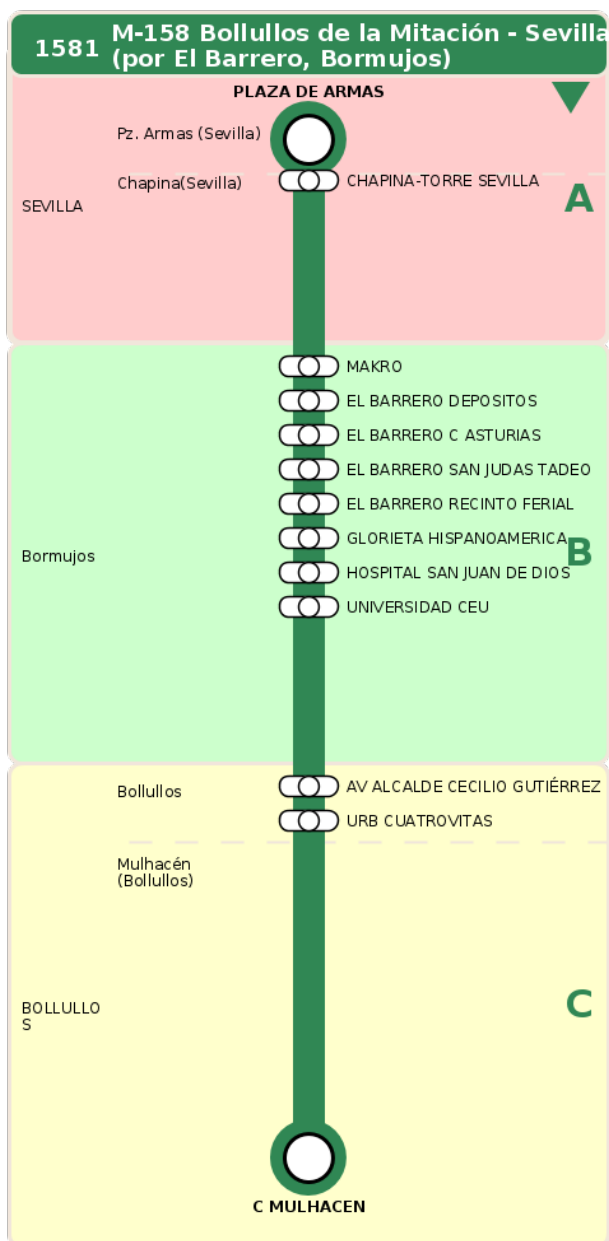 1581
M-158 Bollullos de la Mitación - Sevilla
(por El Barrero, Bormujos)
PLAZA DE ARMAS
Pz. Armas (Sevilla)
Chapina(Sevilla)
CHAPINA-TORRE SEVILLA
A
SEVILLA
MAKRO
EL BARRERO DEPOSITOS
EL BARRERO C ASTURIAS
EL BARRERO SAN JUDAS TADEO
EL BARRERO RECINTO FERIAL
GLORIETA HISPANOAMERICA
B
Bormujos
HOSPITAL SAN JUAN DE DIOS
UNIVERSIDAD CEU
Bollullos
AV ALCALDE CECILIO GUTIÉRREZ
URB CUATROVITAS
Mulhacén
(Bollullos)
BOLLULLO
S
C
C MULHACEN